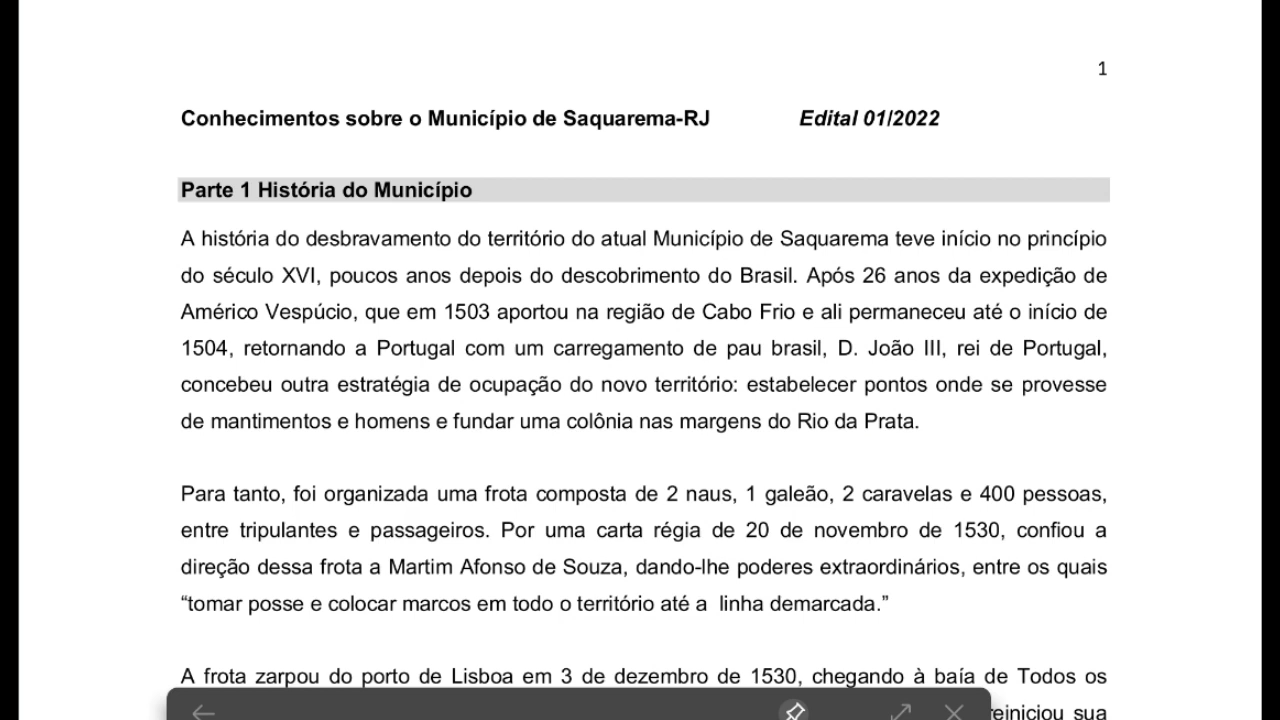 1
Conhecimentos sobre o Município de Saquarema-RJ Edital 01/2022
Parte 1 História do Município
A história do desbravamento do território do atual Município de Saquarema teve início no princípio
do século XVI, poucos anos depois do descobrimento do Brasil. Após 26 anos da expedição de
Américo Vespúcio, que em 1503 aportou na região de Cabo Frio e ali permaneceu até o início de
1504, retornando a Portugal com um carregamento de pau brasil, D. João III, rei de Portugal,
concebeu outra estratégia de ocupação do novo território: estabelecer pontos onde se provesse
de mantimentos e homens e fundar uma colônia nas margens do Rio da Prata.
Para tanto, foi organizada uma frota composta de 2 naus, 1 galeão, 2 caravelas e 400 pessoas,
entre tripulantes e passageiros. Por uma carta régia de 20 de novembro de 1530, confiou a
direção dessa frota a Martim Afonso de Souza, dando-lhe poderes extraordinários, entre os quais
“tomar posse e colocar marcos em todo o território até a linha demarcada.”
A frota zarpou do porto de Lisboa em 3 de dezembro de 1530, chegando à baía de Todos os
reiniciou sua